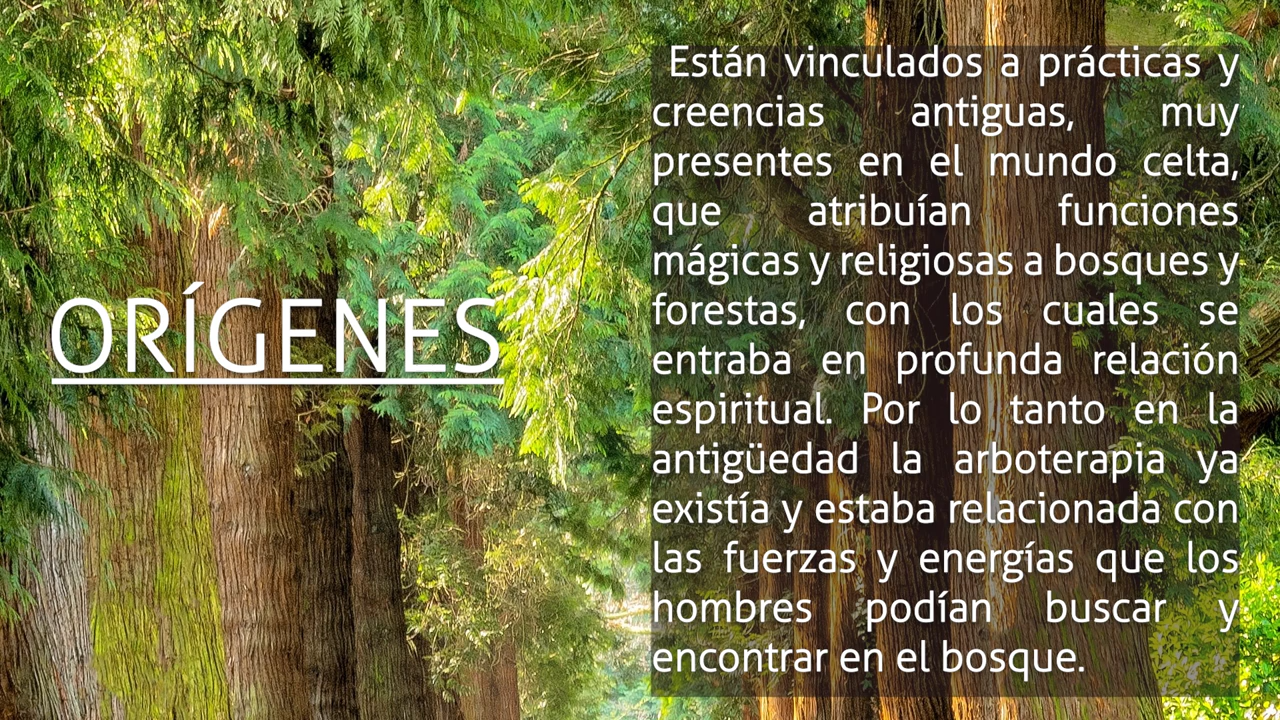 ORÍGENES
Están vinculados a prácticas y
creencias antiguas, muy
presentes en el mundo celta,
que atribuían funciones
mágicas y religiosas a bosques y
forestas, con los cuales se
entraba en profunda relación
espiritual. Por lo tanto en la
antigüedad la arboterapia ya
existía y estaba relacionada con
las fuerzas y energías que los
hombres podían buscar y
encontrar en el bosque.